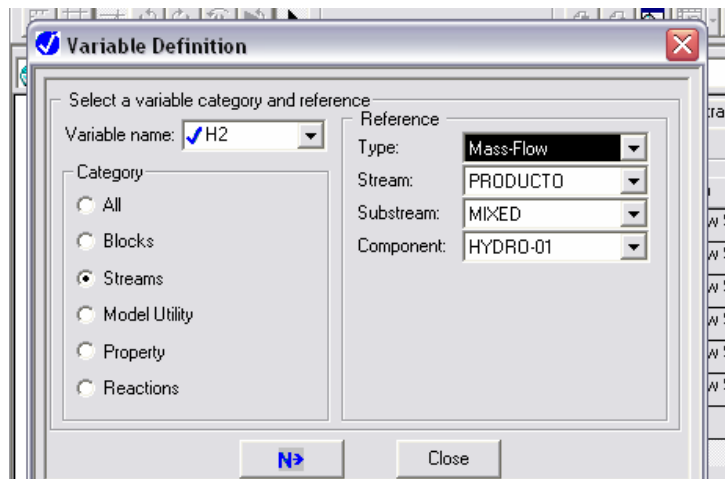 Variable Definition
Select a variable category and reference
Variable name: H2
Category
All
Blocks
Streams
Model Utility
Property
Reactions
Reference
Type: Mass-Flow
Stream: PRODUCTO
Substream: MIXED
Component: HYDRO-01
N
Close